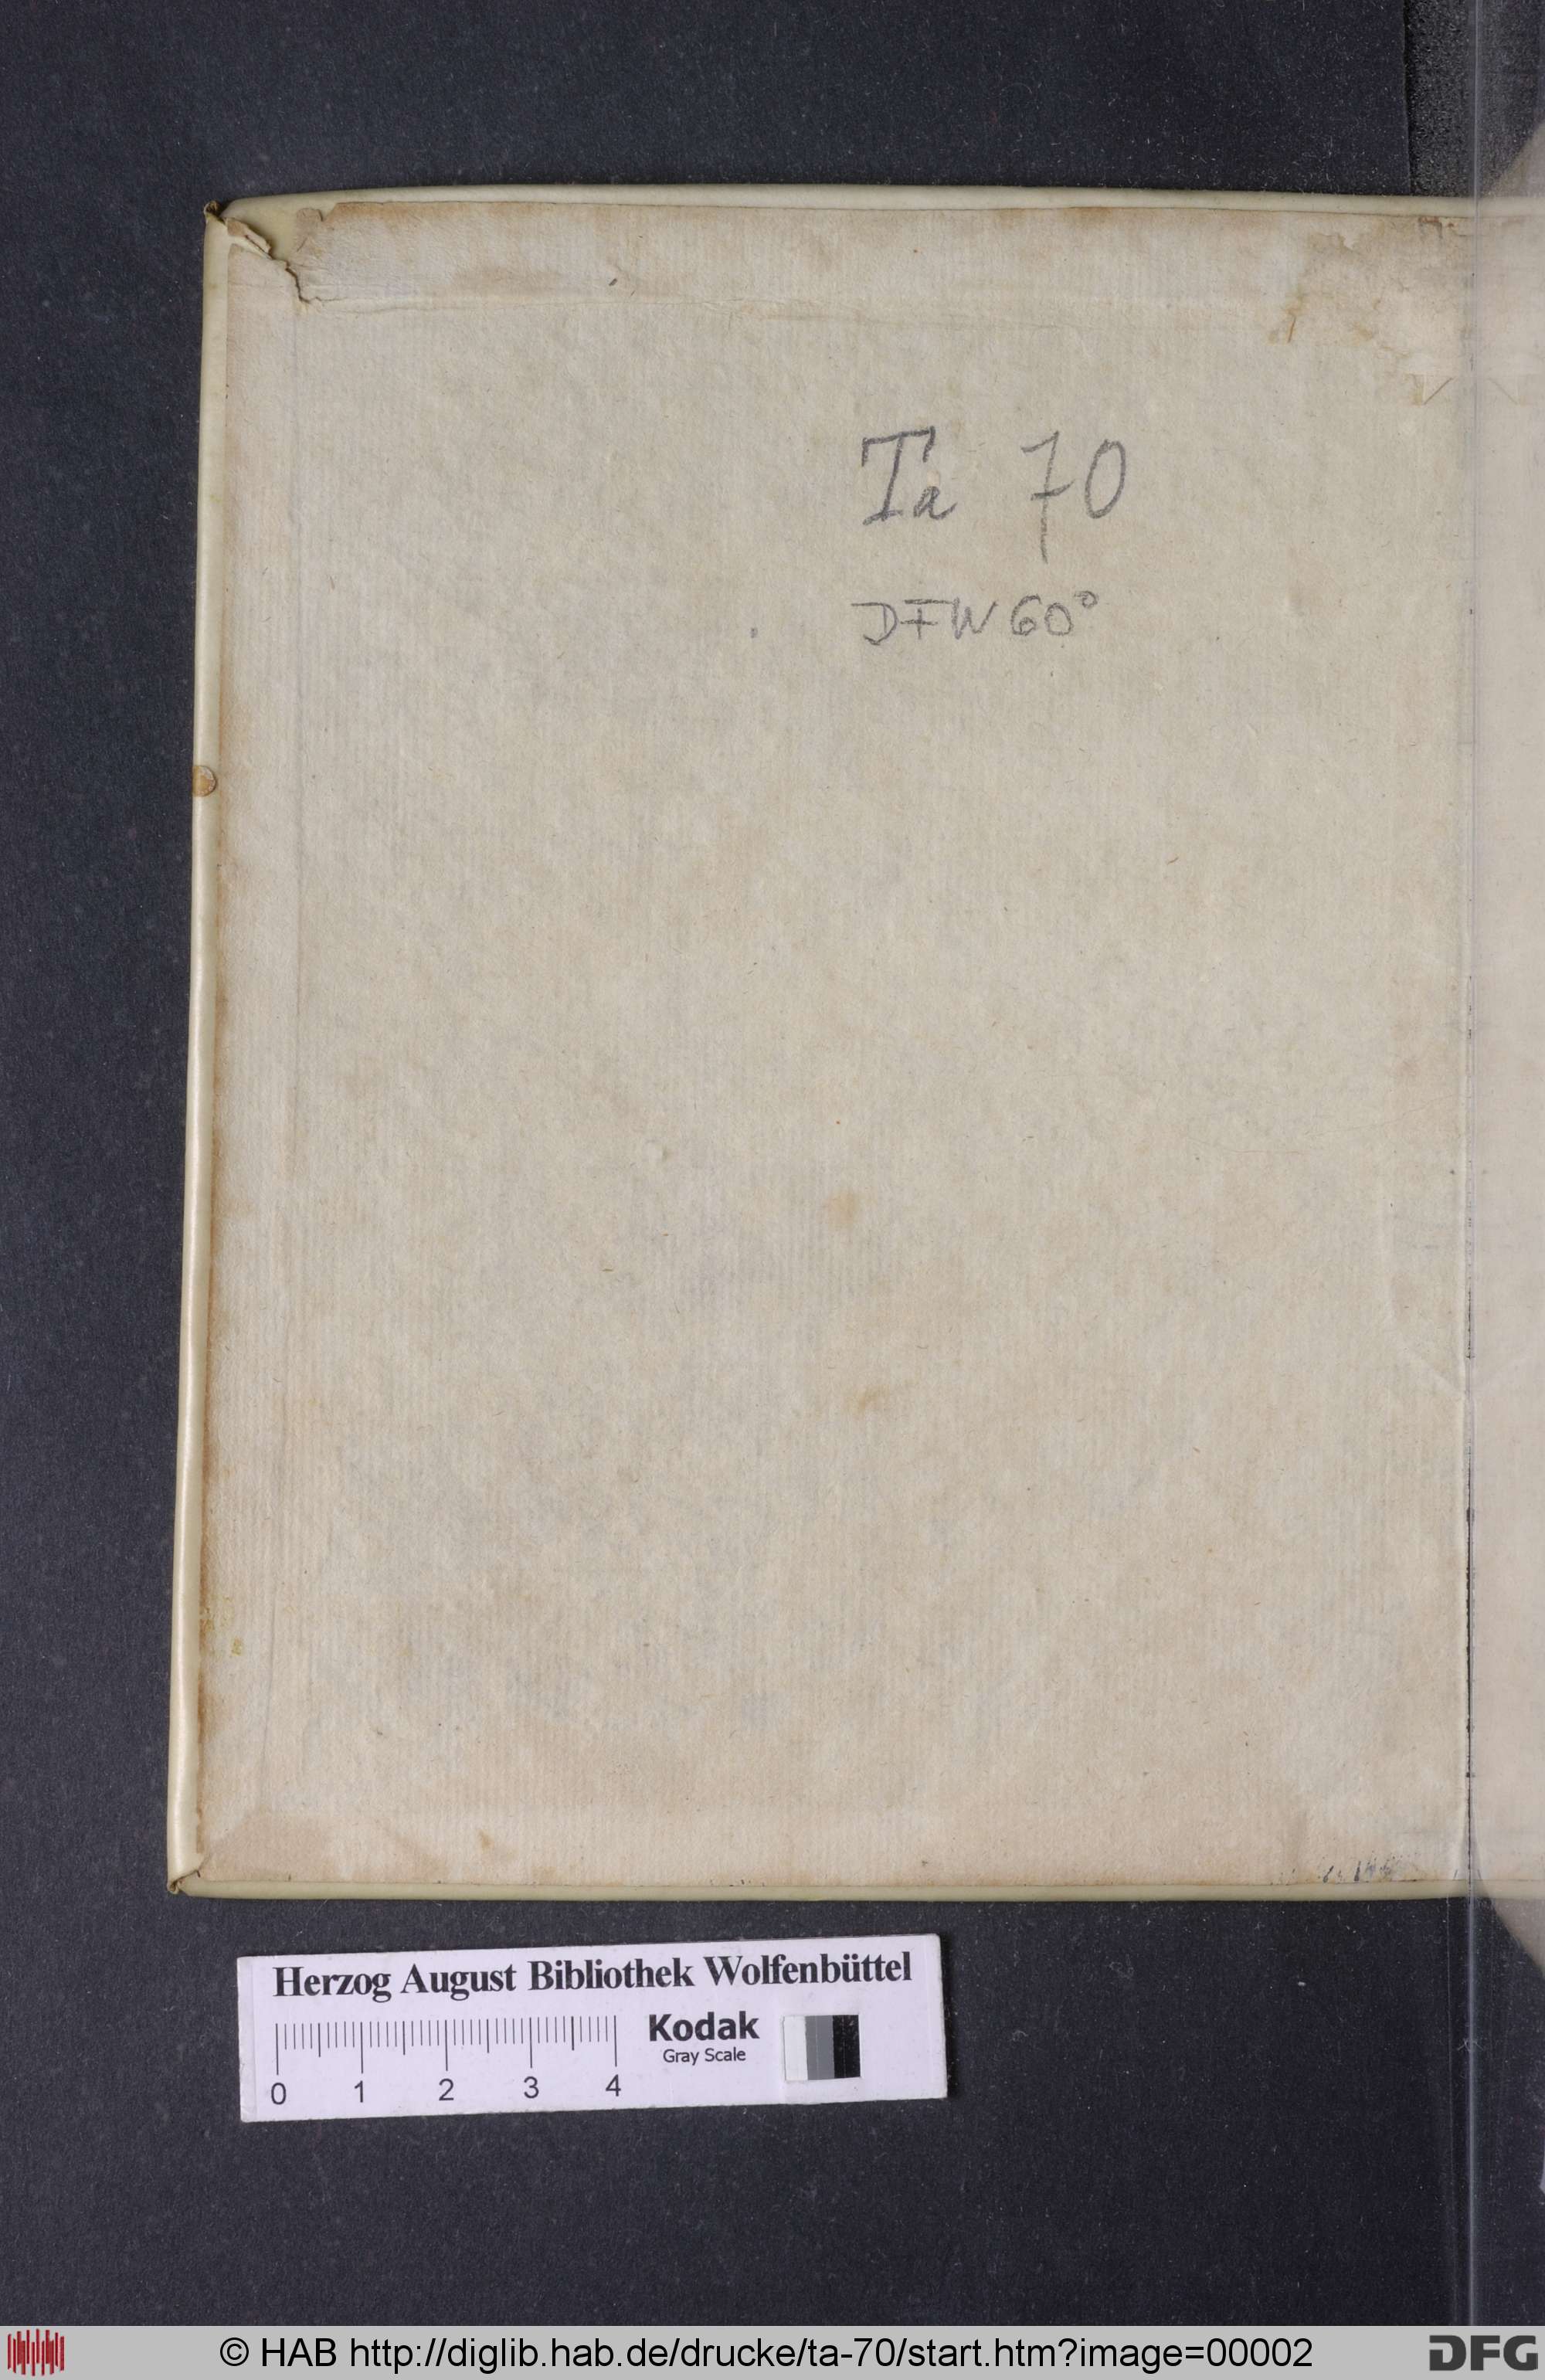 Ta 70
DFW 60°
Herzog August Bibliothek Wolfenbüttel
Kodak
Gray Scale
0 1 2 3 4
© HAB http://diglib.hab.de/drucke/ta-70/start.htm?image=00002
DFG